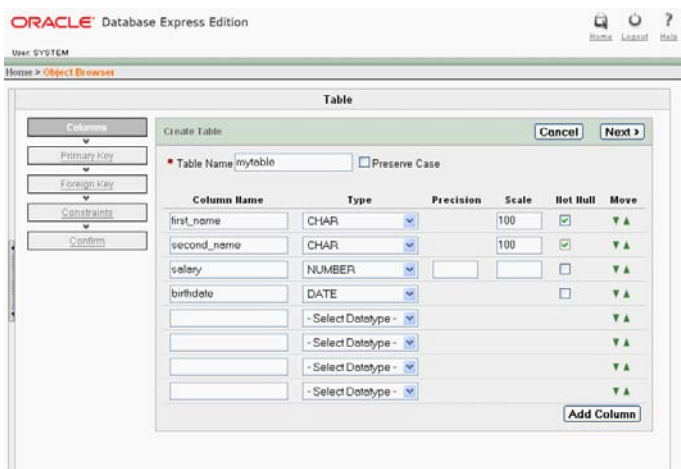 ORACLE Database Express Edition
Home Logout Help
User: SYSTEM
Home > Object Browser
Table
Columns
Primary Key
Foreign Key
Constraints
Confirm
Create Table
Cancel Next >
* Table Name mytable Preserve Case
Column Name Type Precision Scale Not Null Move
first_name CHAR 100
second_name CHAR 100
salary NUMBER
birthdate DATE
- Select Datatype -
- Select Datatype -
- Select Datatype -
- Select Datatype -
Add Column